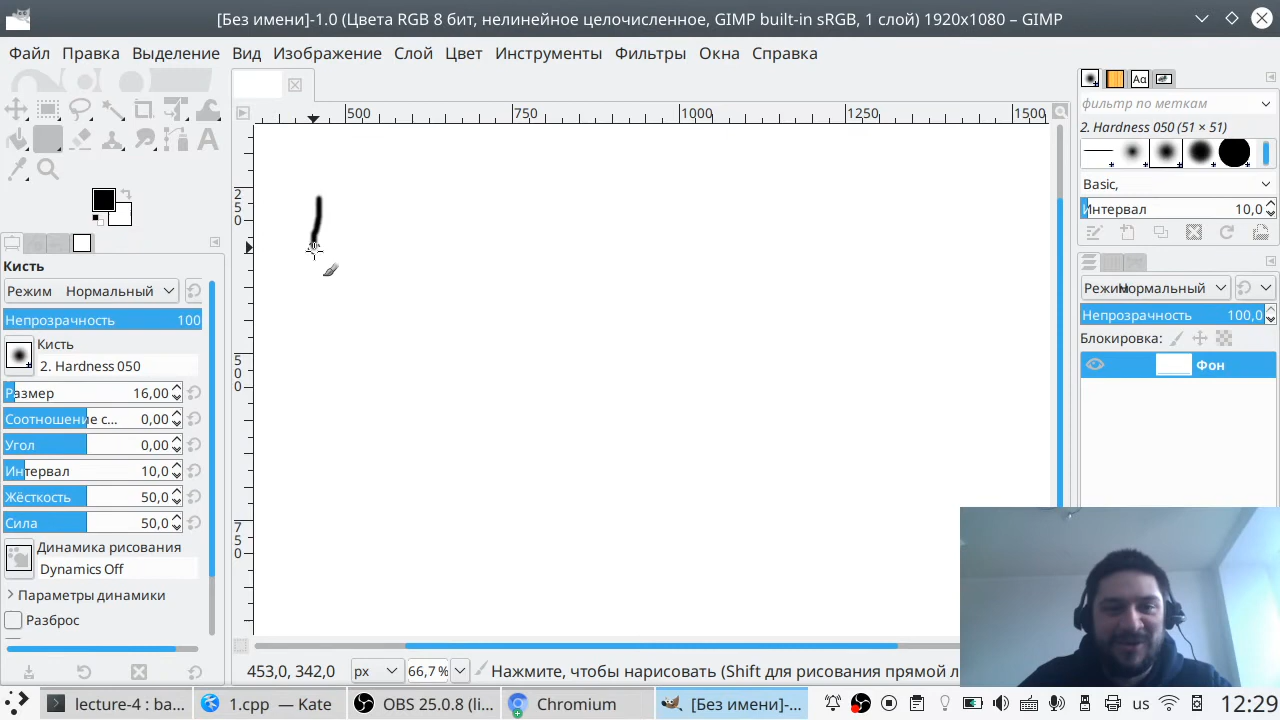 [Без имени]-1.0 (Цвета RGB 8 бит, нелинейное целочисленное, GIMP built-in sRGB, 1 слой) 1920x1080 – GIMP
Файл Правка Выделение Вид Изображение Слой Цвет Инструменты Фильтры Окна Справка
500 750 1000 1250 1500
фильтр по меткам
2. Hardness 050 (51 × 51)
Basic,
Интервал 10,0
250
500
750
Кисть
Режим Нормальный
Непрозрачность 100
Кисть
2. Hardness 050
Размер 16,00
Соотношение с... 0,00
Угол 0,00
Интервал 10,0
Жёсткость 50,0
Сила 50,0
Динамика рисования
Dynamics Off
Параметры динамики
Разброс
Режим Нормальный
Непрозрачность 100,0
Блокировка:
Фон
453,0, 342,0 px 66,7 % Нажмите, чтобы нарисовать (Shift для рисования прямой л
lecture-4 : ba... 1.cpp — Kate OBS 25.0.8 (li... Chromium [Без имени]-... us 12:29